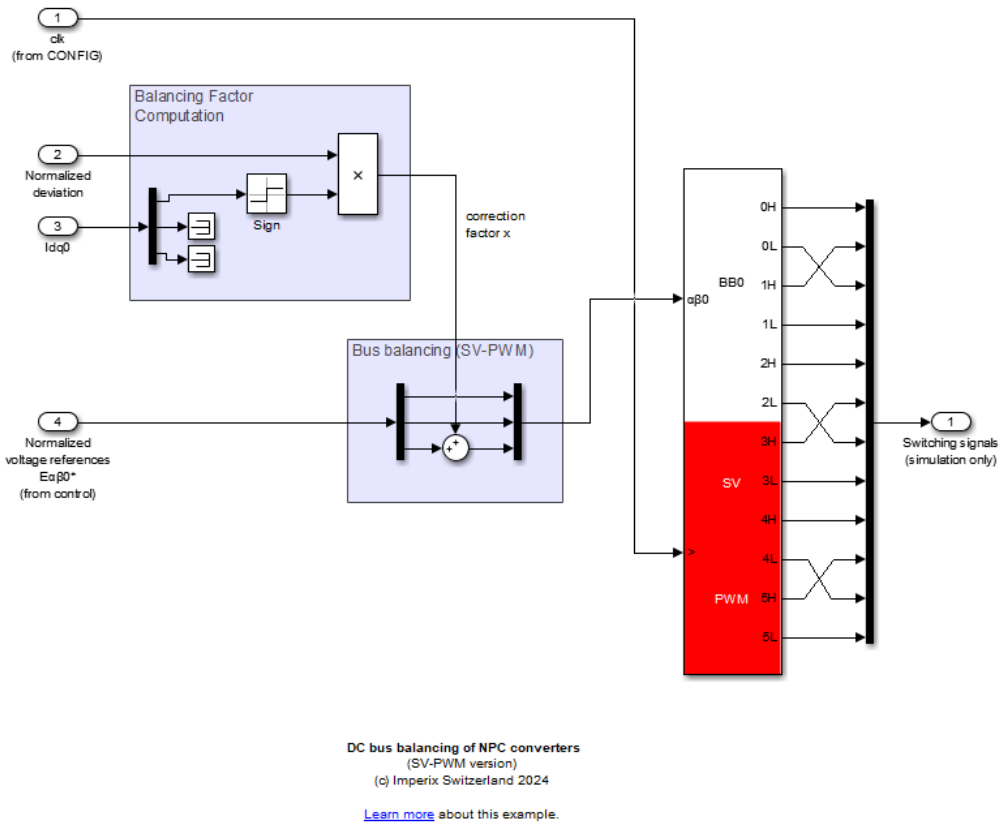 1
clk
(from CONFIG)
Balancing Factor
Computation
2
Normalized
deviation
×
Sign
3
Idq0
correction
factor x
Bus balancing (SV-PWM)
4
Normalized
voltage references
Eαβ0*
(from control)
+
+
αβ0
>
BB0
SV
PWM
0H
0L
1H
1L
2H
2L
3H
3L
4H
4L
5H
5L
1
Switching signals
(simulation only)
DC bus balancing of NPC converters
(SV-PWM version)
(c) Imperix Switzerland 2024
Learn more about this example.